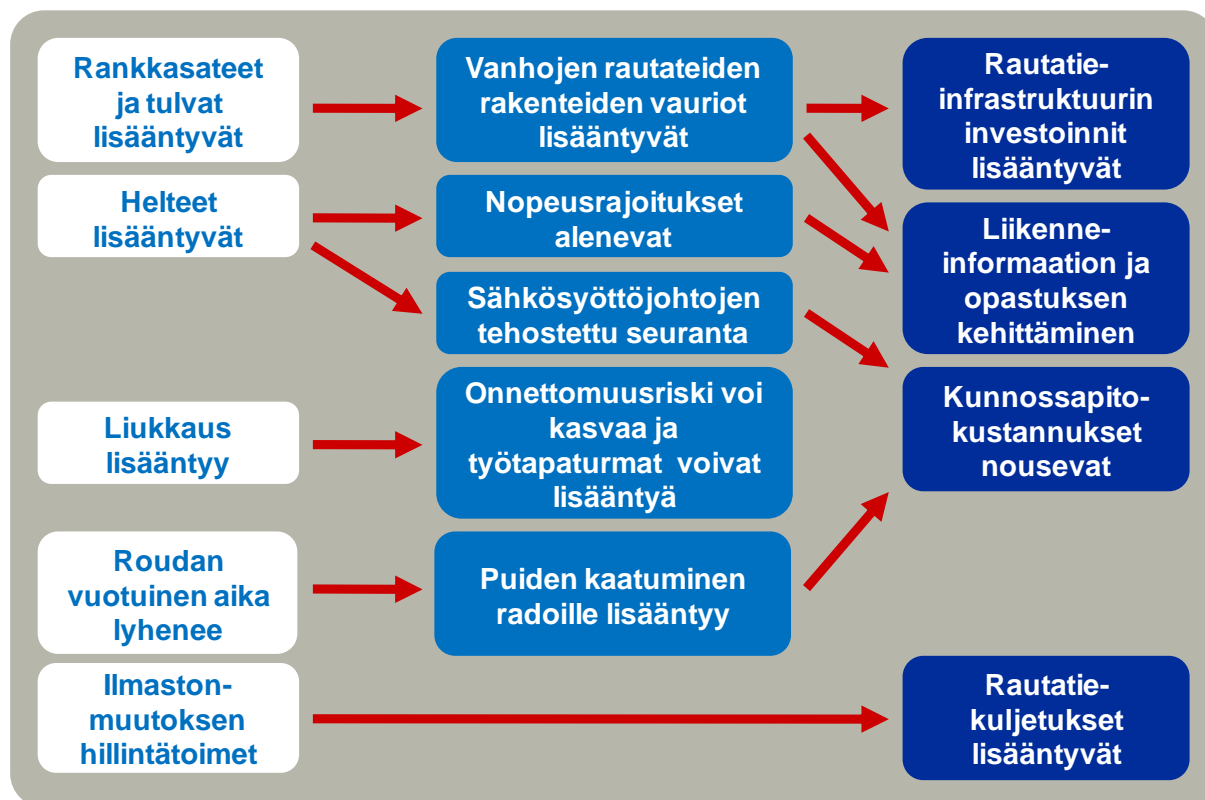 Rankkasateet
ja tulvat
lisääntyvät
Vanhojen rautateiden
rakenteiden vauriot
lisääntyvät
Rautatie-
infrastruktuurin
investoinnit
lisääntyvät
Helteet
lisääntyvät
Nopeusrajoitukset
alenevat
Liikenne-
informaation ja
opastuksen
kehittäminen
Sähkösyöttöjohtojen
tehostettu seuranta
Liukkaus
lisääntyy
Onnettomuusriski voi
kasvaa ja
työtapaturmat voivat
lisääntyä
Kunnossapito-
kustannukset
nousevat
Roudan
vuotuinen aika
lyhenee
Puiden kaatuminen
radoille lisääntyy
Ilmaston-
muutoksen
hillintätoimet
Rautatie-
kuljetukset
lisääntyvät